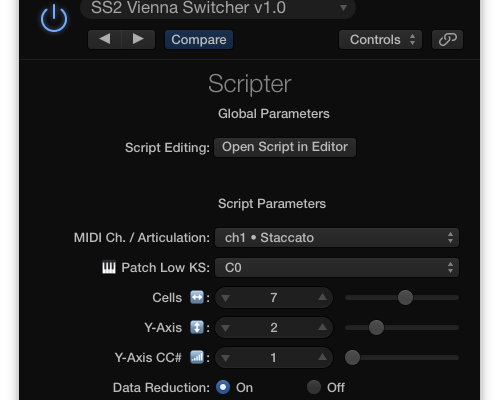 SS2 Vienna Switcher v1.0
Compare
Controls
Scripter
Global Parameters
Script Editing: Open Script in Editor
Script Parameters
MIDI Ch. / Articulation: ch1 • Staccato
Patch Low KS: C0
Cells : 7
Y-Axis : 2
Y-Axis CC# : 1
Data Reduction: On Off